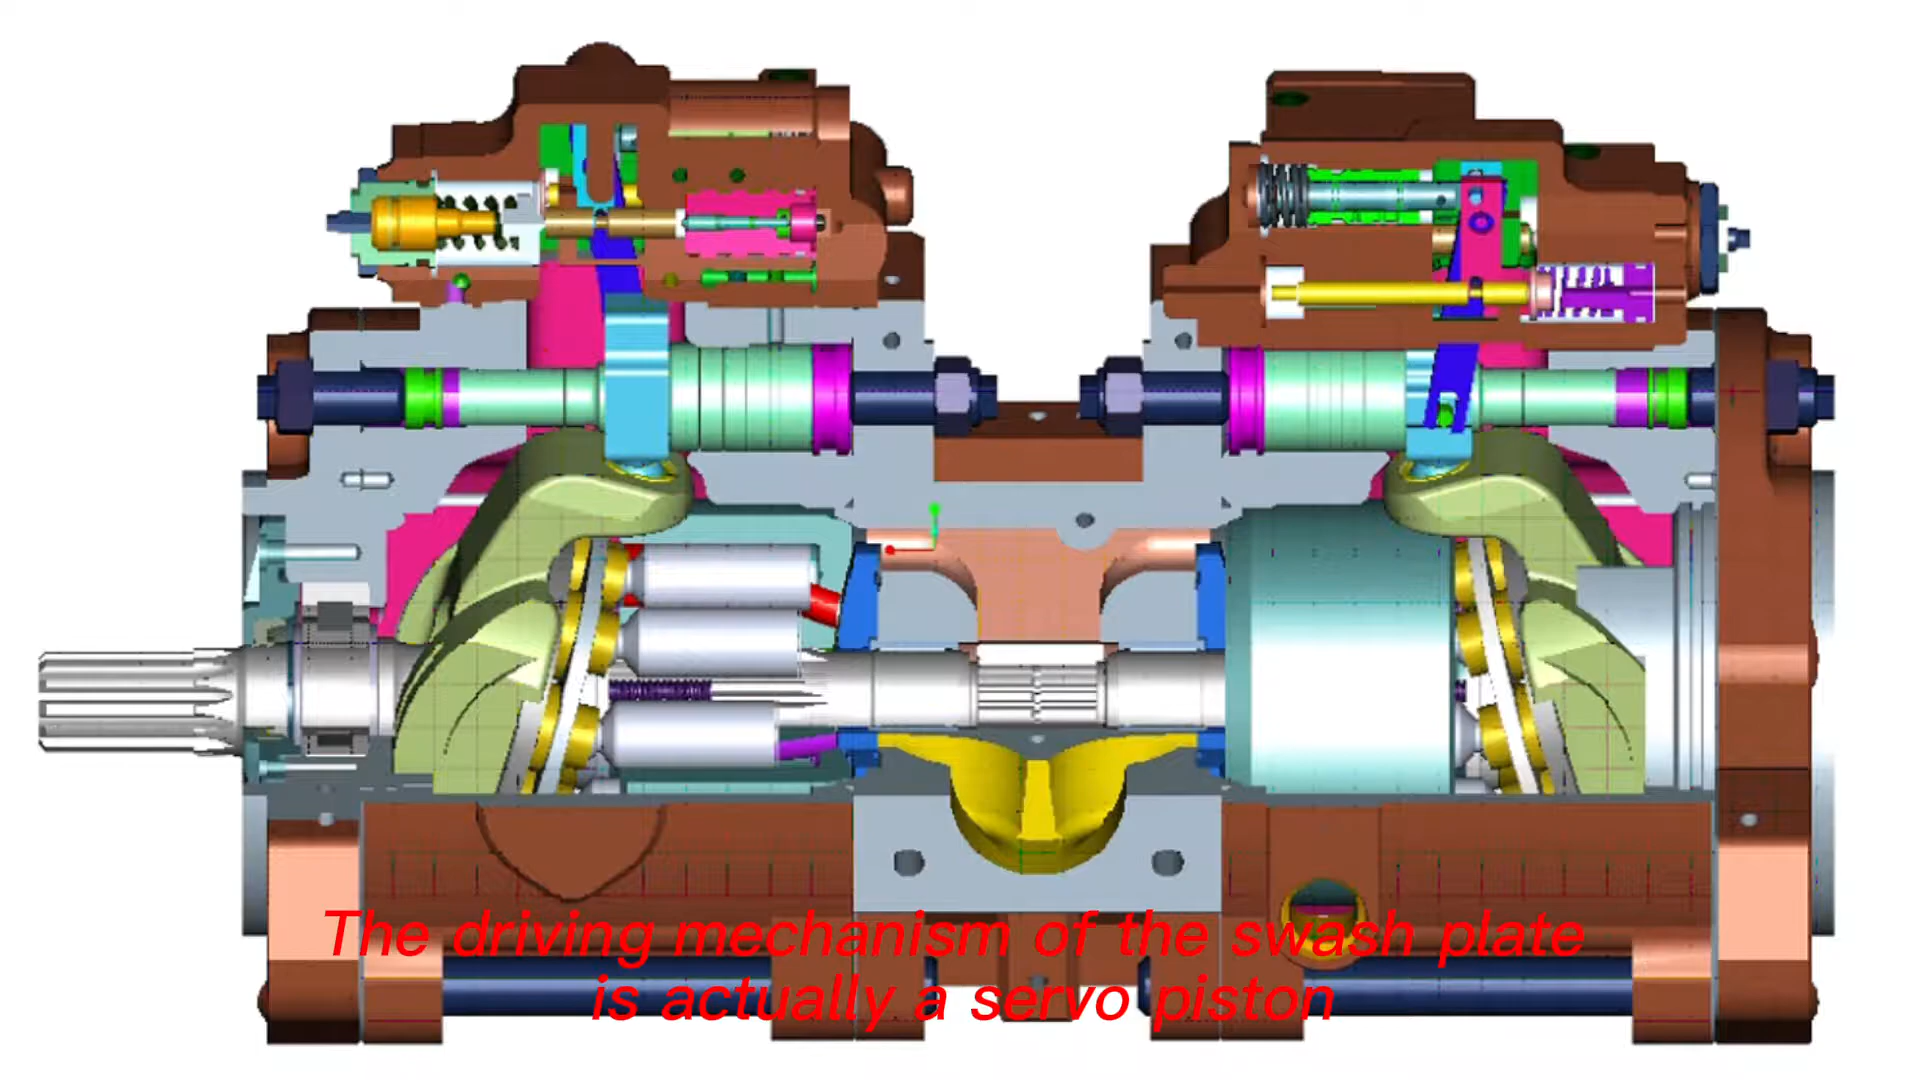 The driving mechanism of the swash plate
is actually a servo piston